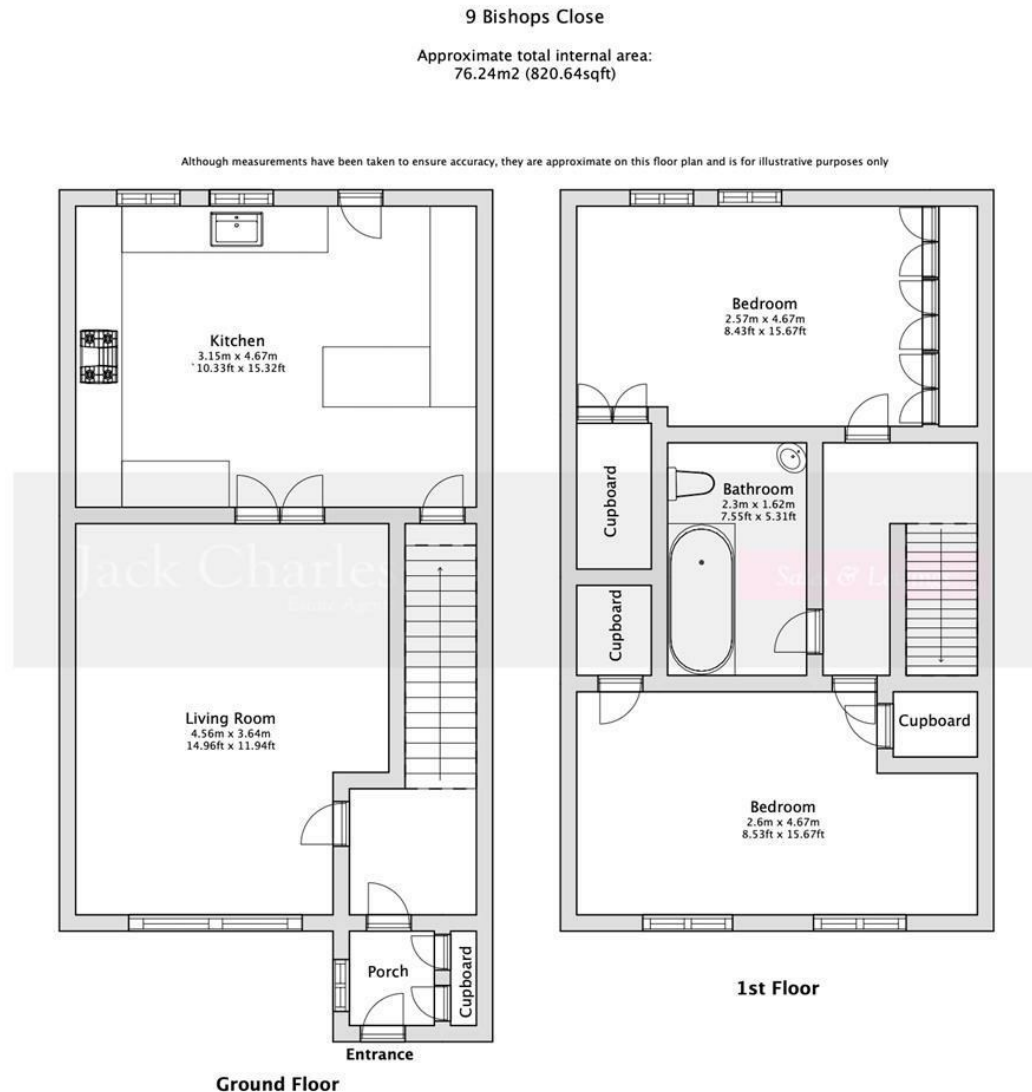 9 Bishops Close
Approximate total internal area:
76.24m2 (820.64sqft)
Although measurements have been taken to ensure accuracy, they are approximate on this floor plan and is for illustrative purposes only
Kitchen
3.15m x 4.67m
`10.33ft x 15.32ft
Living Room
4.56m x 3.64m
14.96ft x 11.94ft
Porch
Cupboard
Entrance
Ground Floor
Bedroom
2.57m x 4.67m
8.43ft x 15.67ft
Cupboard
Bathroom
2.3m x 1.62m
7.55ft x 5.31ft
Cupboard
Cupboard
Bedroom
2.6m x 4.67m
8.53ft x 15.67ft
1st Floor
Jack Charles
Estate Agents
Sales & Lettings